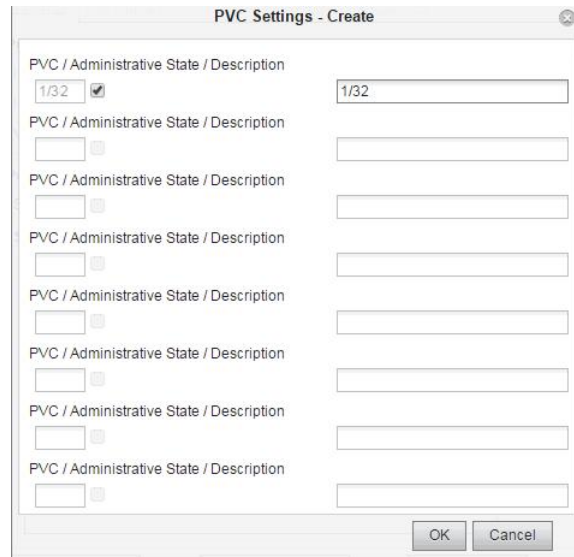 PVC Settings - Create
PVC / Administrative State / Description
1/32 1/32
PVC / Administrative State / Description
PVC / Administrative State / Description
PVC / Administrative State / Description
PVC / Administrative State / Description
PVC / Administrative State / Description
PVC / Administrative State / Description
PVC / Administrative State / Description
OK Cancel